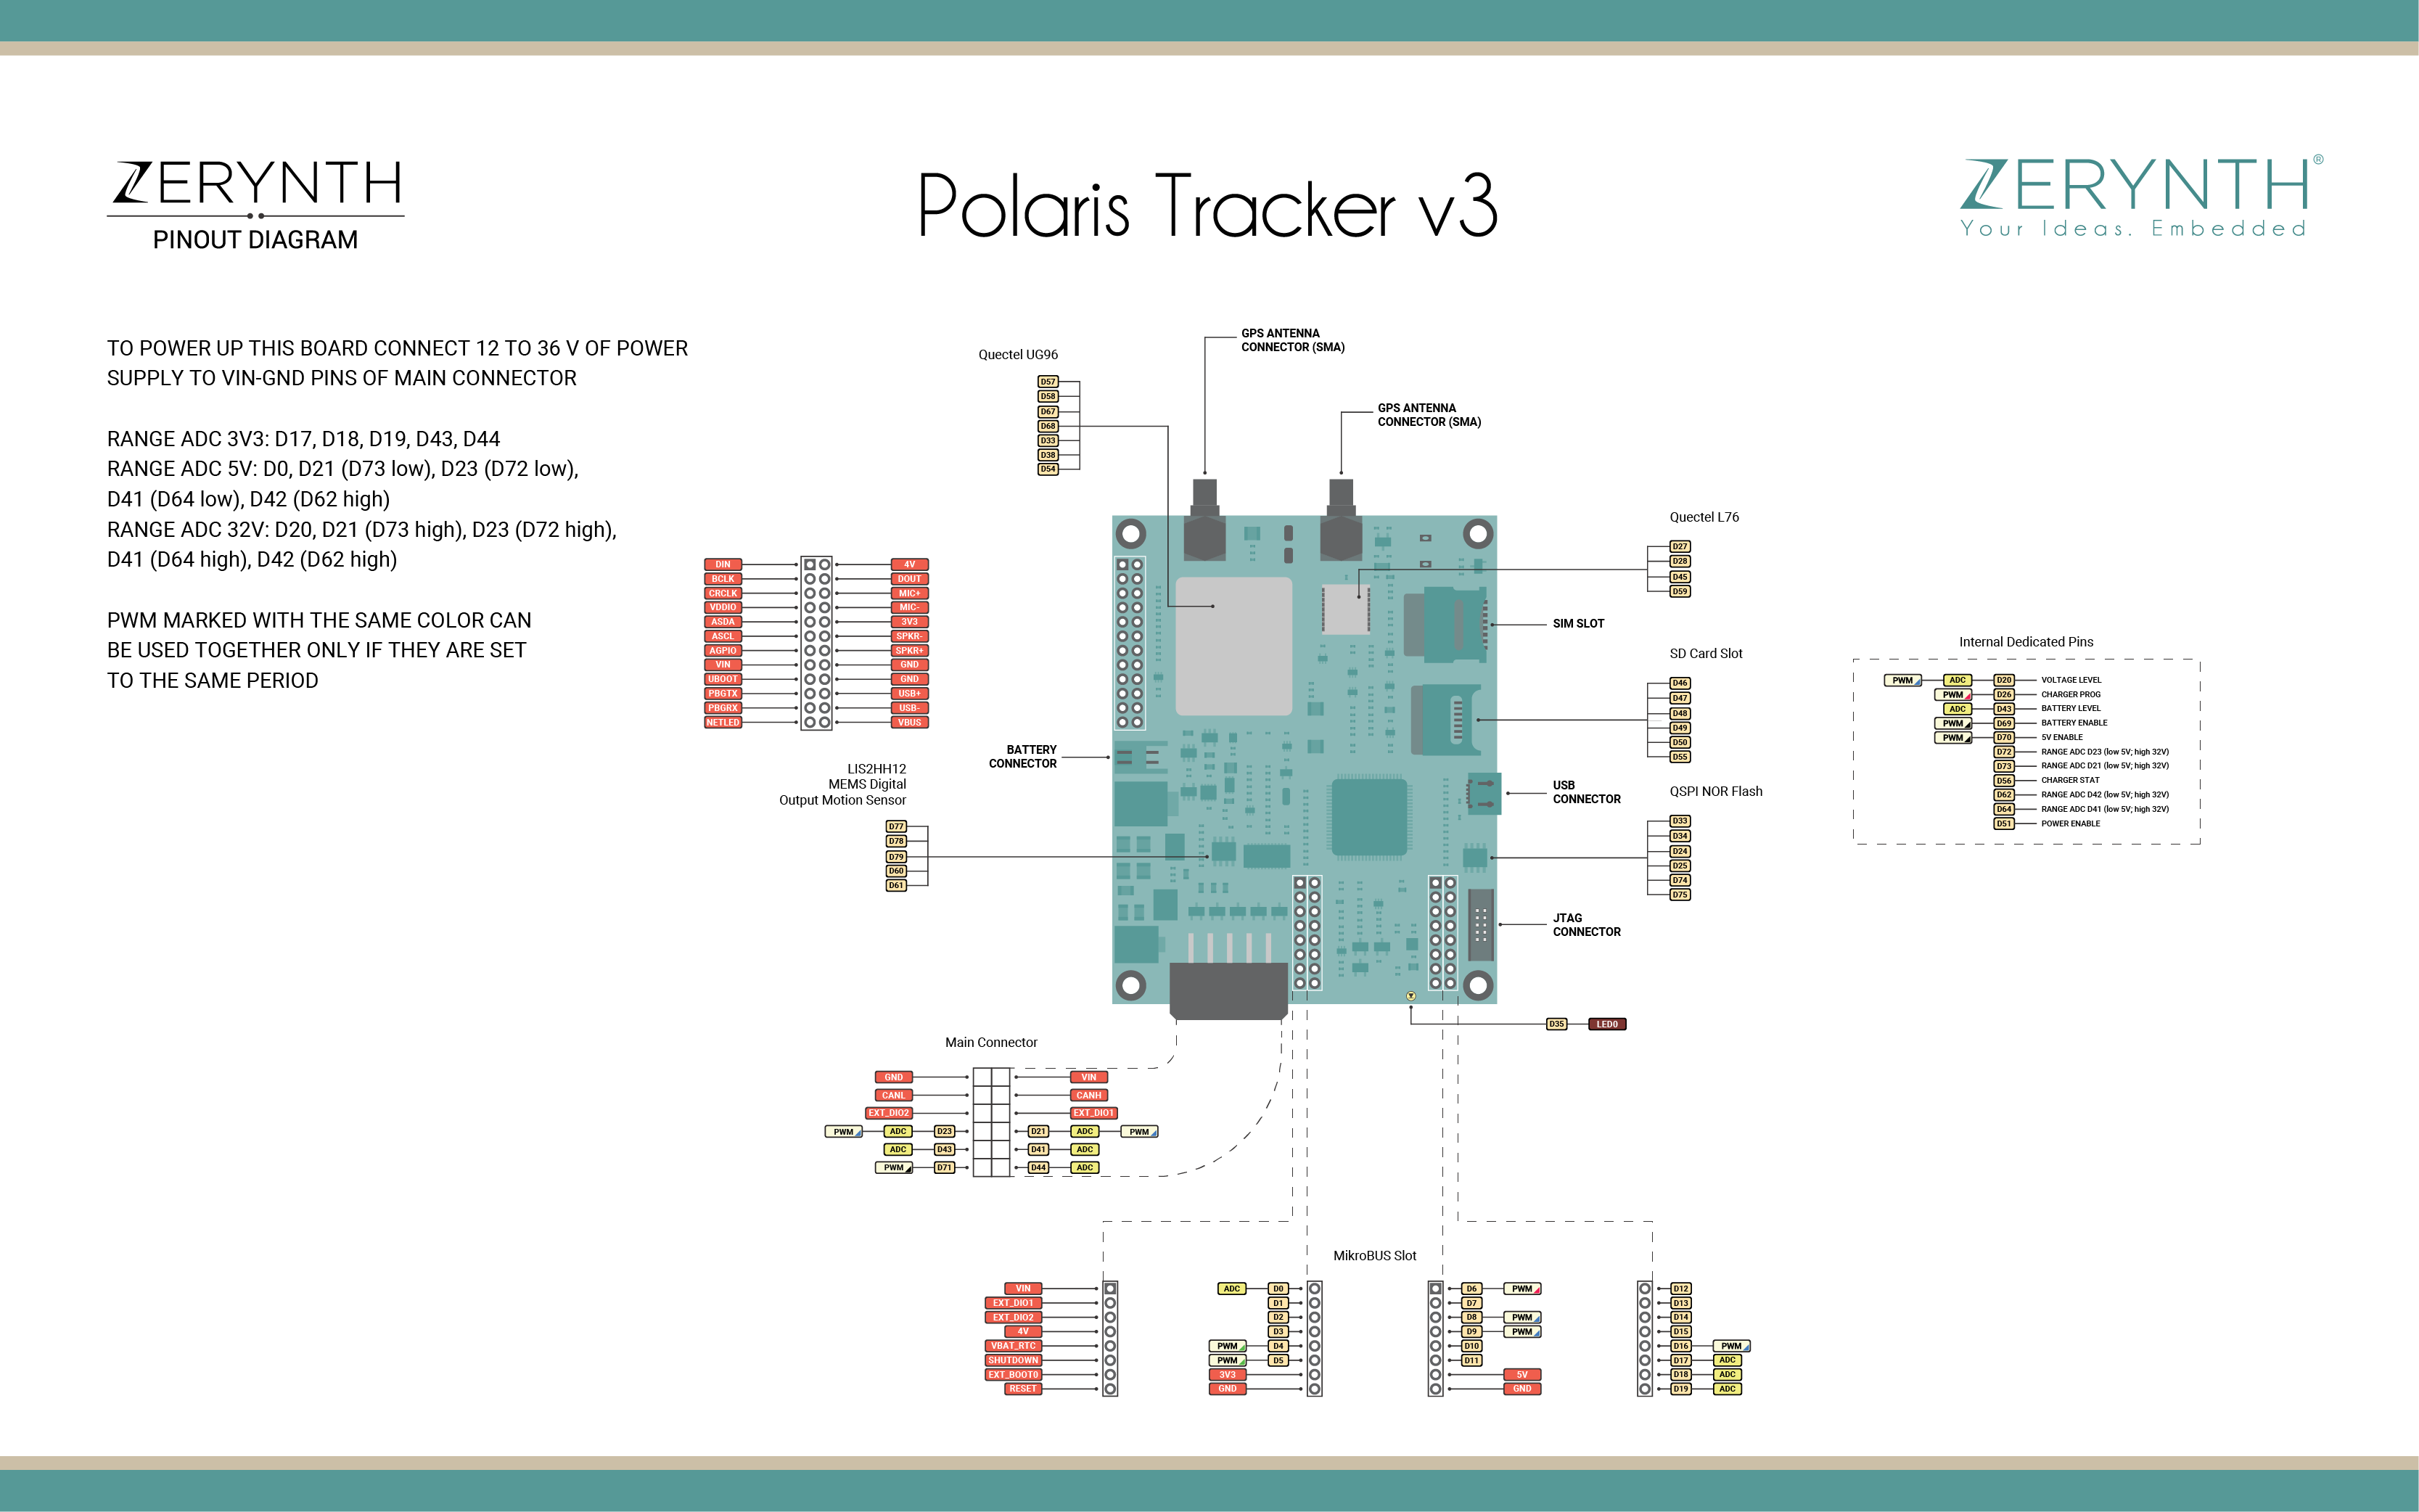 ZERYNTH
PINOUT DIAGRAM
Polaris Tracker v3
ZERYNTH®
Your Ideas. Embedded
TO POWER UP THIS BOARD CONNECT 12 TO 36 V OF POWER
SUPPLY TO VIN-GND PINS OF MAIN CONNECTOR
RANGE ADC 3V3: D17, D18, D19, D43, D44
RANGE ADC 5V: D0, D21 (D73 low), D23 (D72 low),
D41 (D64 low), D42 (D62 high)
RANGE ADC 32V: D20, D21 (D73 high), D23 (D72 high),
D41 (D64 high), D42 (D62 high)
PWM MARKED WITH THE SAME COLOR CAN
BE USED TOGETHER ONLY IF THEY ARE SET
TO THE SAME PERIOD
Quectel UG96
D57
D58
D67
D68
D33
D38
D54
GPS ANTENNA
CONNECTOR (SMA)
GPS ANTENNA
CONNECTOR (SMA)
DIN 4V
BCLK DOUT
CRCLK MIC+
VDDIO MIC-
ASDA 3V3
ASCL SPKR-
AGPIO SPKR+
VIN GND
UBOOT GND
PBGTX USB+
PBGRX USB-
NETLED VBUS
BATTERY
CONNECTOR
LIS2HH12
MEMS Digital
Output Motion Sensor
D77
D78
D79
D60
D61
Quectel L76
D27
D28
D45
D59
SIM SLOT
SD Card Slot
D46
D47
D48
D49
D50
D55
USB
CONNECTOR
QSPI NOR Flash
D33
D34
D24
D25
D74
D75
JTAG
CONNECTOR
D35 LED0
Internal Dedicated Pins
PWM ADC D20 VOLTAGE LEVEL
PWM D26 CHARGER PROG
ADC D43 BATTERY LEVEL
PWM D69 BATTERY ENABLE
PWM D70 5V ENABLE
D72 RANGE ADC D23 (low 5V; high 32V)
D73 RANGE ADC D21 (low 5V; high 32V)
D56 CHARGER STAT
D62 RANGE ADC D42 (low 5V; high 32V)
D64 RANGE ADC D41 (low 5V; high 32V)
D51 POWER ENABLE
Main Connector
GND VIN
CANL CANH
EXT_DIO2 EXT_DIO1
PWM ADC D23 D21 ADC PWM
ADC D43 D41 ADC
PWM D71 D44 ADC
MikroBUS Slot
VIN
EXT_DIO1
EXT_DIO2
4V
VBAT_RTC
SHUTDOWN
EXT_BOOT0
RESET
ADC D0
D1
D2
D3
PWM D4
PWM D5
3V3
GND
D6 PWM
D7
D8 PWM
D9 PWM
D10
D11
5V
GND
D12
D13
D14
D15
D16 PWM
D17 ADC
D18 ADC
D19 ADC